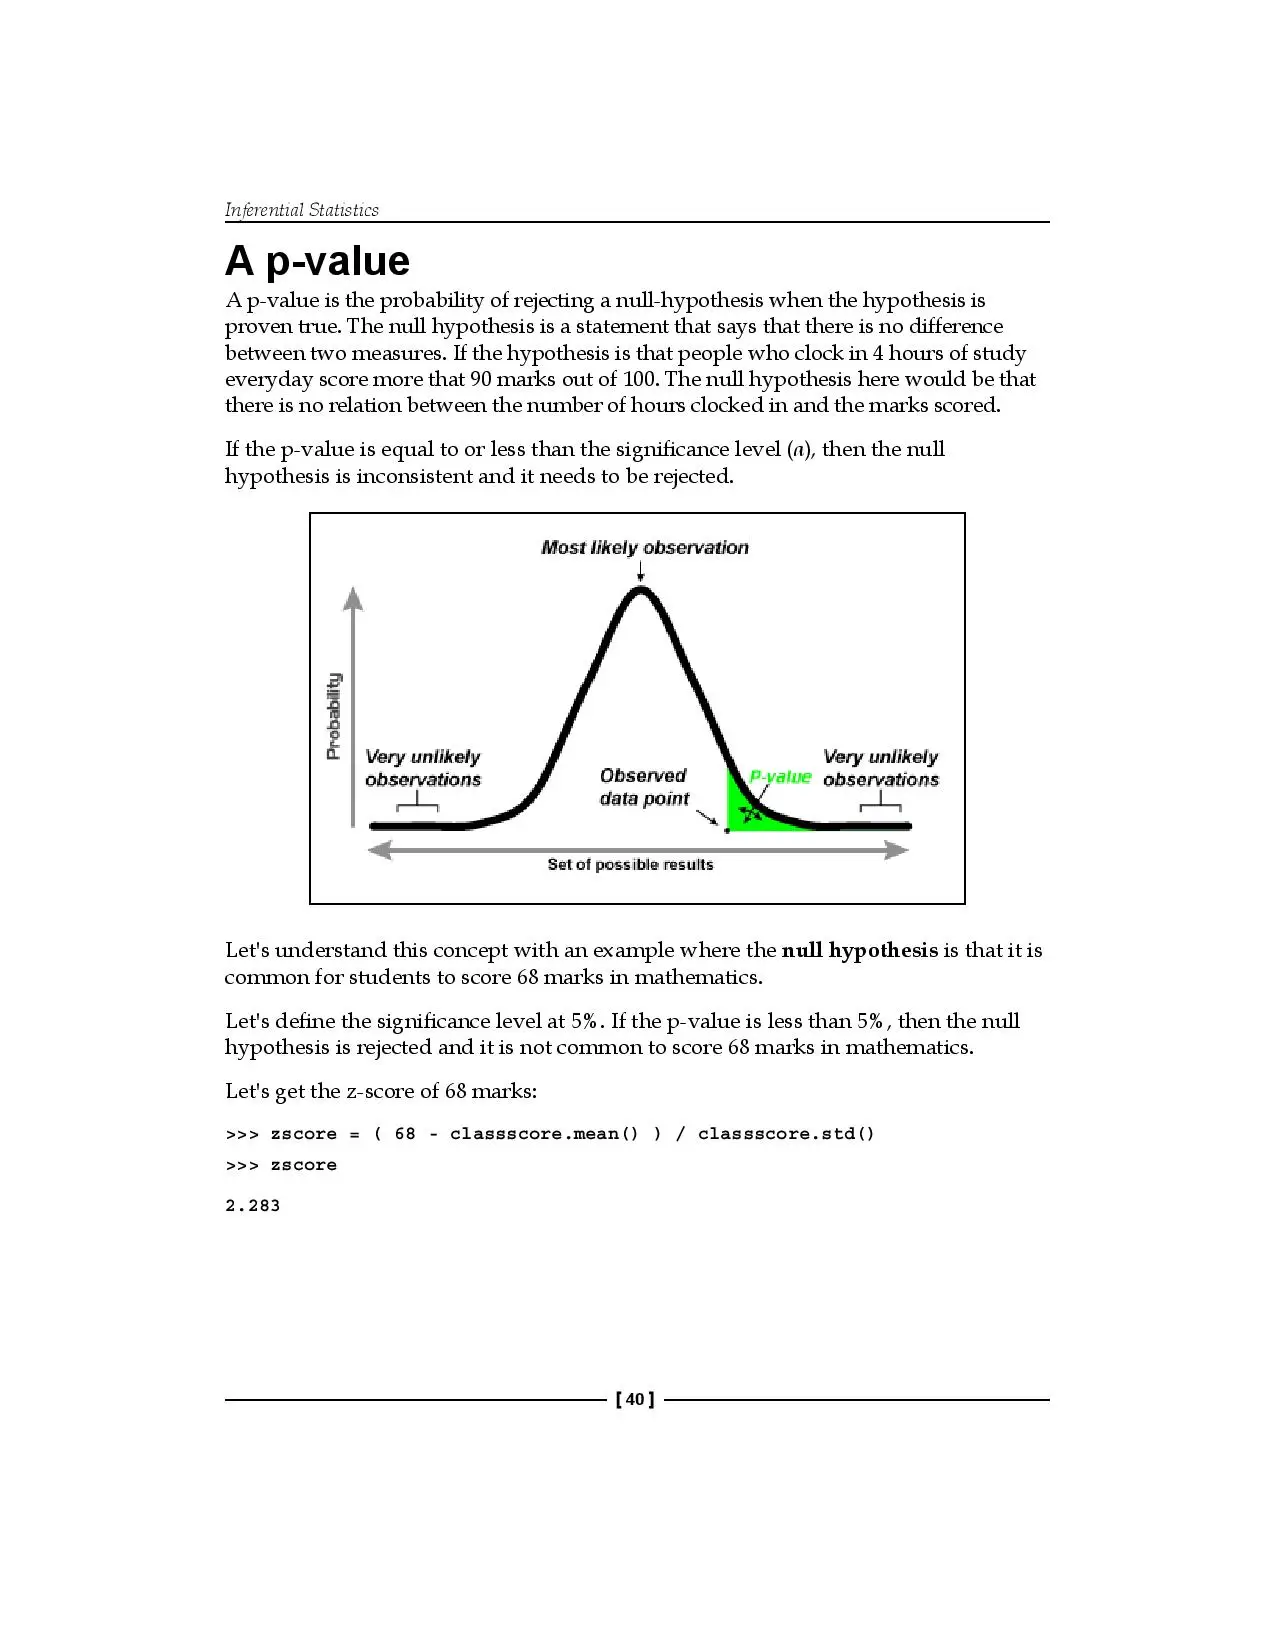 Inferential Statistics
A p-value
A p-value is the probability of rejecting a null-hypothesis when the hypothesis is
proven true. The null hypothesis is a statement that says that there is no difference
between two measures. If the hypothesis is that people who clock in 4 hours of study
everyday score more that 90 marks out of 100. The null hypothesis here would be that
there is no relation between the number of hours clocked in and the marks scored.
If the p-value is equal to or less than the significance level (a), then the null
hypothesis is inconsistent and it needs to be rejected.
Most likely observation
Probability
Very unlikely
observations
Observed
data point
P-value
Very unlikely
observations
Set of possible results
Let's understand this concept with an example where the null hypothesis is that it is
common for students to score 68 marks in mathematics.
Let's define the significance level at 5%. If the p-value is less than 5%, then the null
hypothesis is rejected and it is not common to score 68 marks in mathematics.
Let's get the z-score of 68 marks:
>>> zscore = ( 68 - classscore.mean() ) / classscore.std()
>>> zscore
2.283
[ 40 ]